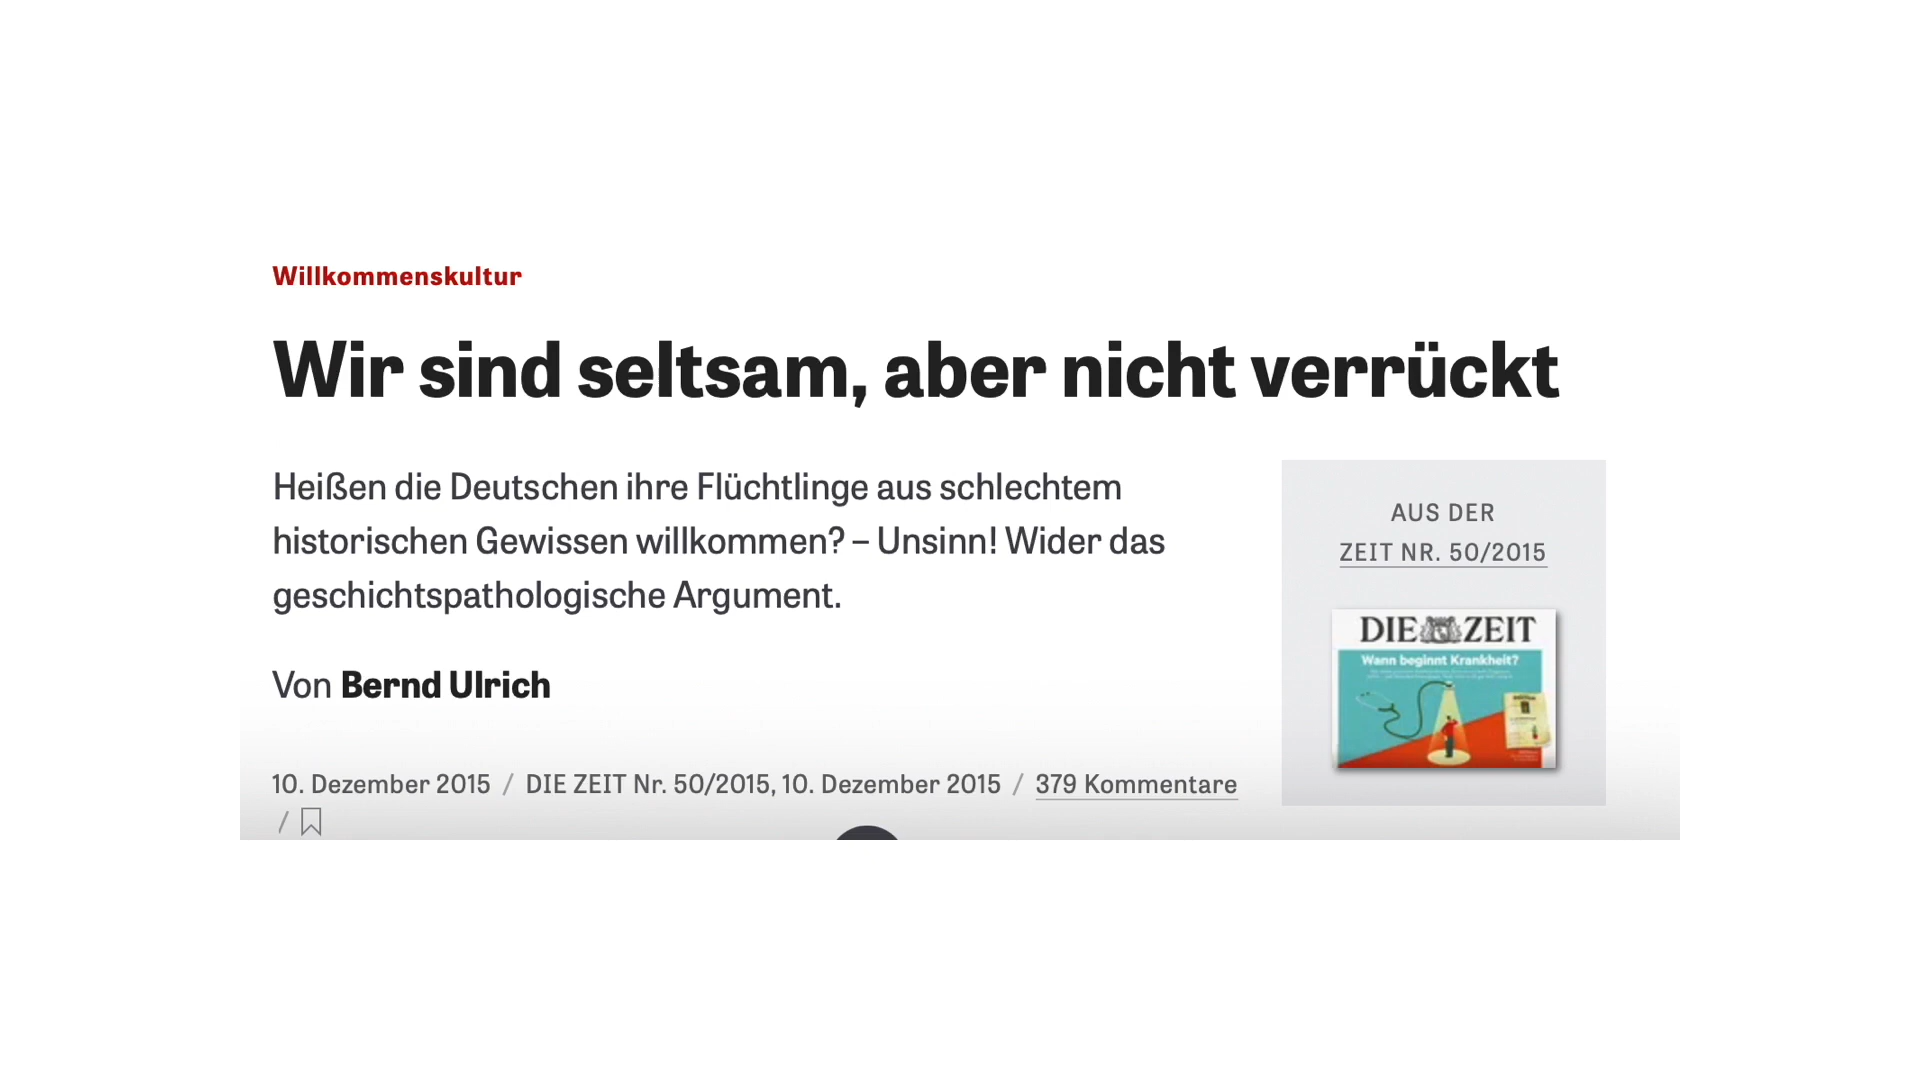 Willkommenskultur
Wir sind seltsam, aber nicht verrückt
Heißen die Deutschen ihre Flüchtlinge aus schlechtem
historischen Gewissen willkommen? – Unsinn! Wider das
geschichtspathologische Argument.
Von Bernd Ulrich
10. Dezember 2015 / DIE ZEIT Nr. 50/2015, 10. Dezember 2015 / 379 Kommentare
/
AUS DER
ZEIT NR. 50/2015
DIE ZEIT
Wann beginnt Krankheit?